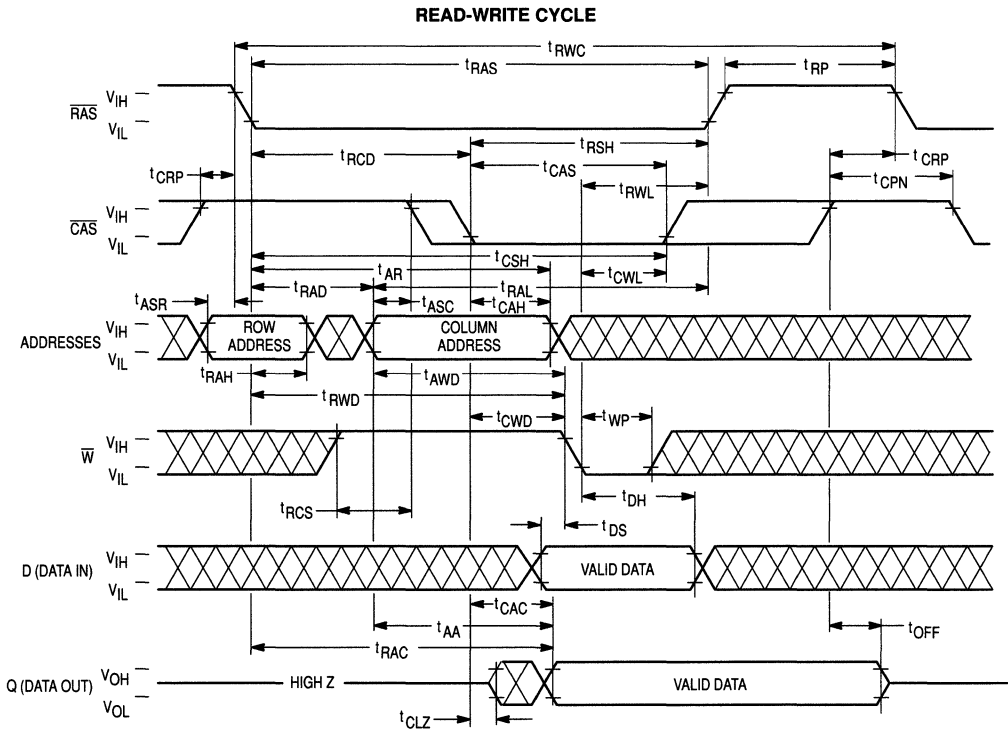 READ-WRITE CYCLE
tRWC
tRAS
tRP
RAS
VIH
VIL
tRSH
tRCD
tCRP
tCAS
tCRP
tRWL
tCPN
CAS
VIH
VIL
tCSH
tAR
tCWL
tRAD
tRAL
tASR
tASC
tCAH
ADDRESSES
VIH
VIL
ROW
ADDRESS
COLUMN
ADDRESS
tRAH
tAWD
tRWD
tCWD
tWP
W
VIH
VIL
tRCS
tDH
tDS
D (DATA IN)
VIH
VIL
VALID DATA
tCAC
tAA
tOFF
tRAC
Q (DATA OUT)
VOH
VOL
HIGH Z
VALID DATA
tCLZ